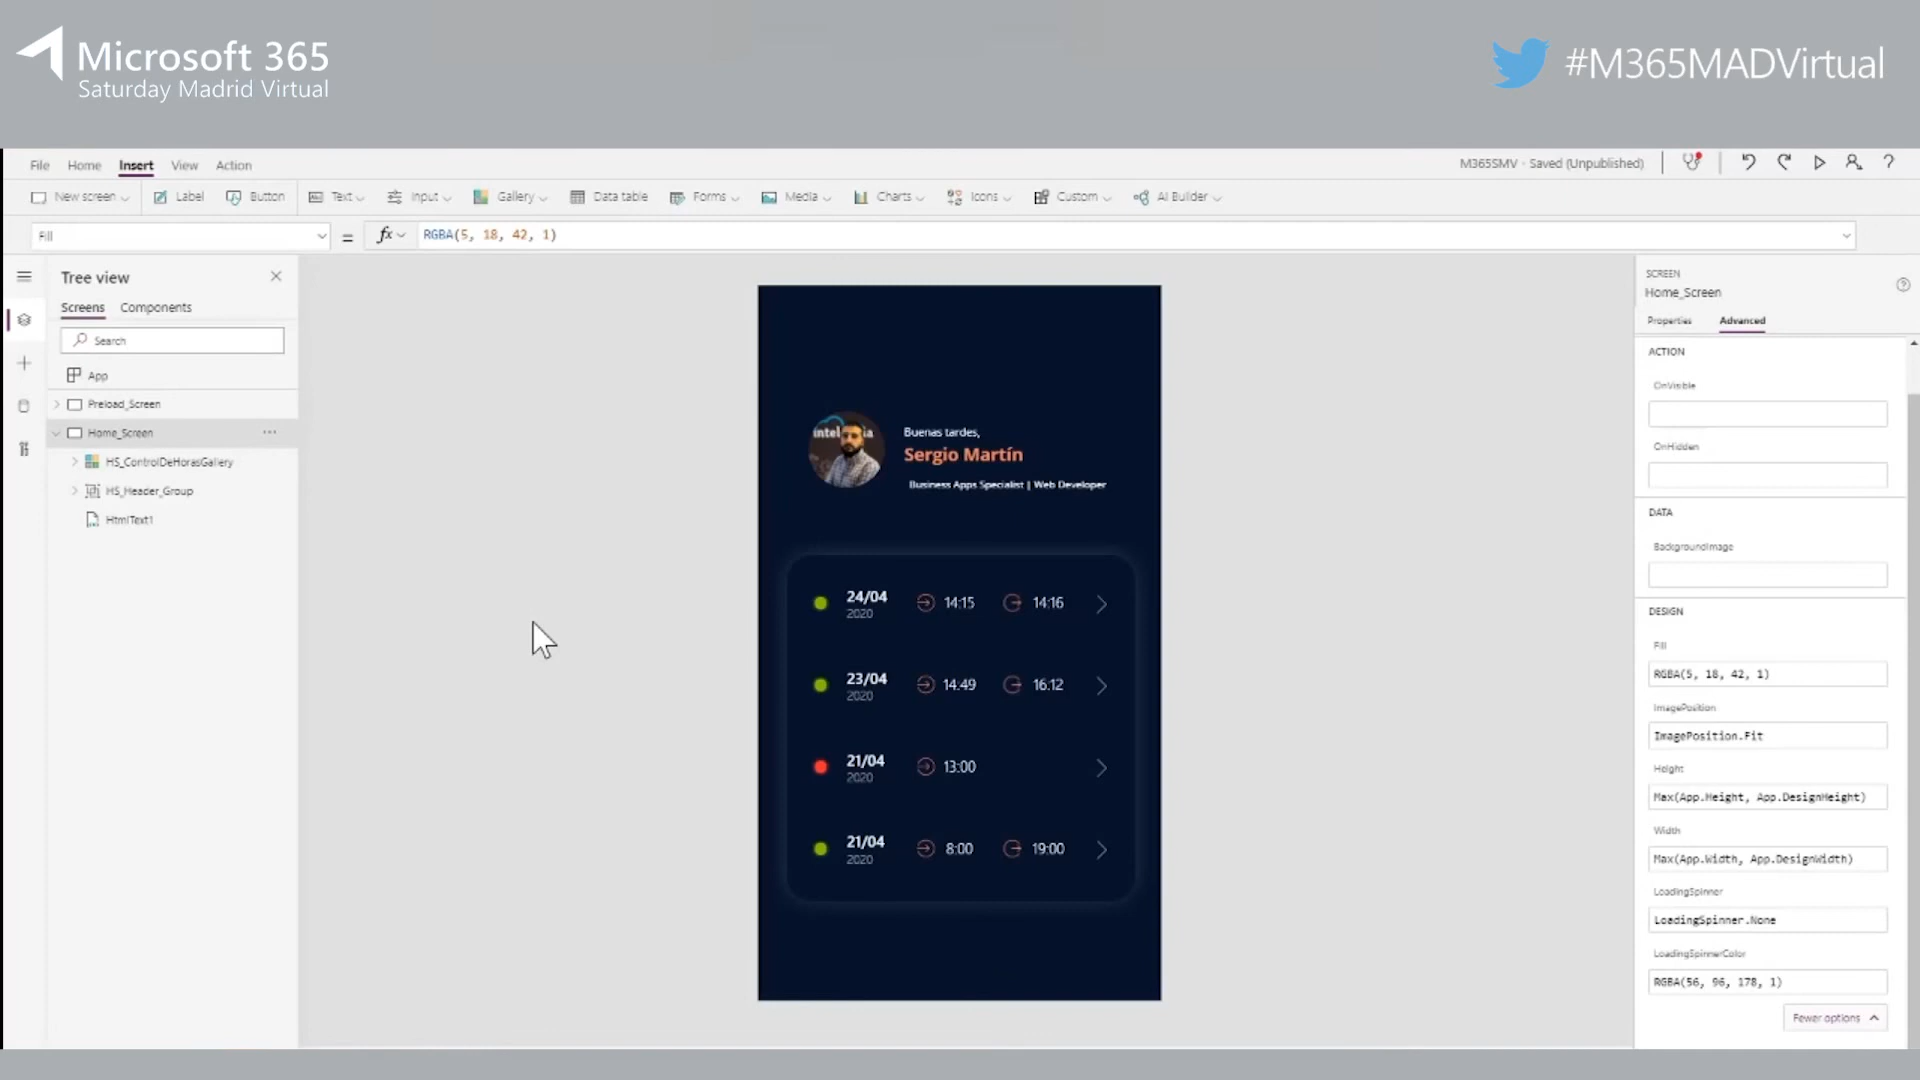 Microsoft 365
Saturday Madrid Virtual
#M365MADVirtual
File Home Insert View Action
M365SMV - Saved (Unpublished)
New screen Label Button Text Input Gallery Data table Forms Media Charts Icons Custom AI Builder
Fill = fx RGBA(5, 18, 42, 1)
Tree view
Screens Components
Search
App
Preload_Screen
Home_Screen ...
HS_ControlDeHorasGallery
HS_Header_Group
HtmlText1
intel ia
Buenas tardes,
Sergio Martín
Business Apps Specialist | Web Developer
24/04 14:15 14:16
2020
23/04 14:49 16:12
2020
21/04 13:00
2020
21/04 8:00 19:00
2020
SCREEN
Home_Screen
Properties Advanced
ACTION
OnVisible
OnHidden
DATA
BackgroundImage
DESIGN
Fill
RGBA(5, 18, 42, 1)
ImagePosition
ImagePosition.Fit
Height
Max(App.Height, App.DesignHeight)
Width
Max(App.Width, App.DesignWidth)
LoadingSpinner
LoadingSpinner.None
LoadingSpinnerColor
RGBA(56, 96, 178, 1)
Fewer options